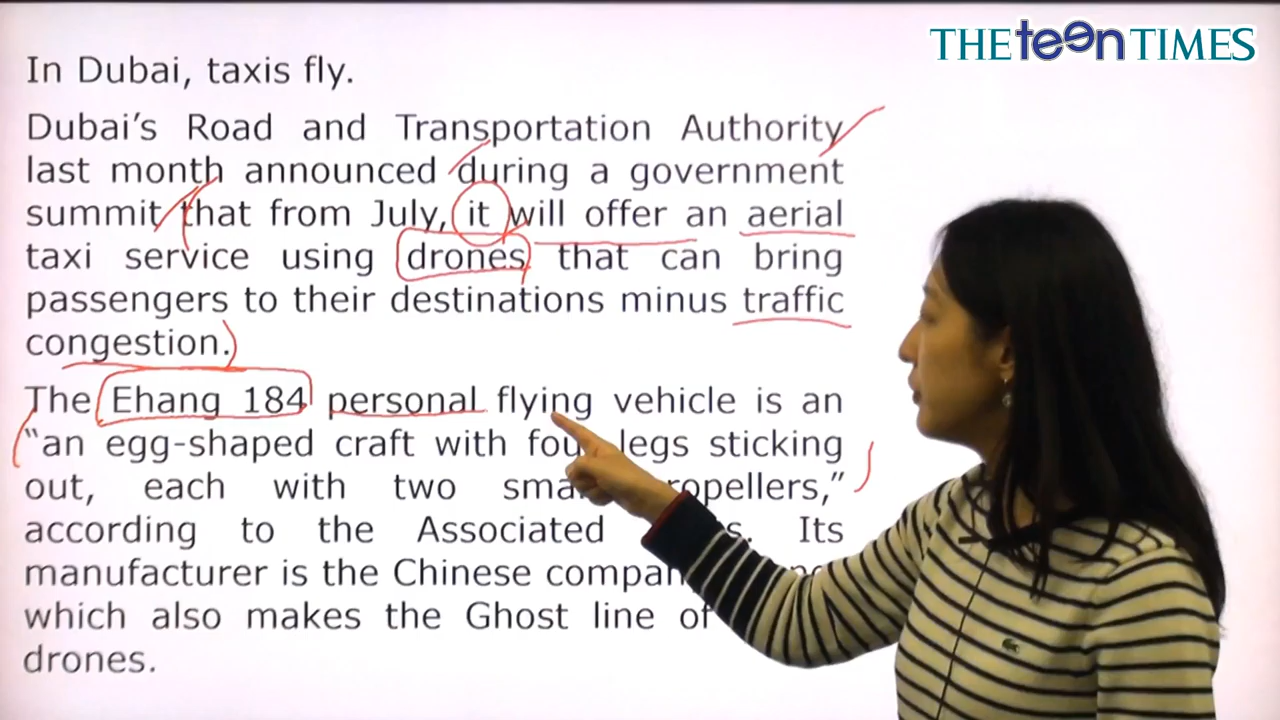 THE teen TIMES
In Dubai, taxis fly.
Dubai's Road and Transportation Authority
last month announced during a government
summit that from July, it will offer an aerial
taxi service using drones that can bring
passengers to their destinations minus traffic
congestion.
The Ehang 184 personal flying vehicle is an
"an egg-shaped craft with legs sticking
out, each with two
according to the Associated Its
manufacturer is the Chinese
which also makes the Ghost line of
drones.